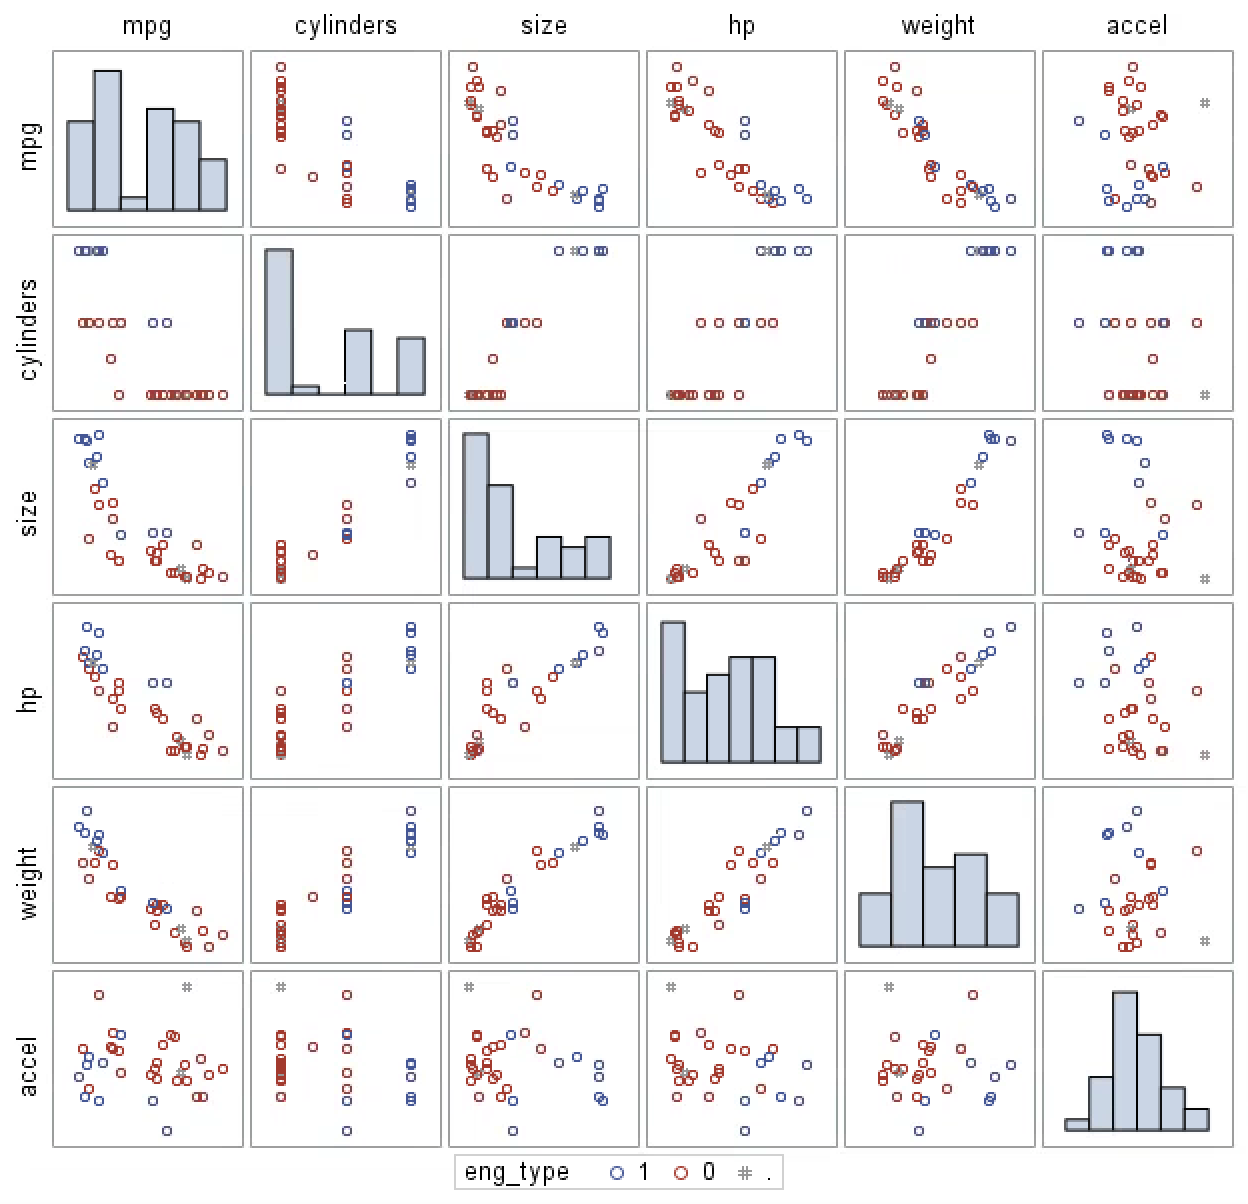 mpg cylinders size hp weight accel
mpg
cylinders
size
hp
weight
accel
eng_type 1 0 .